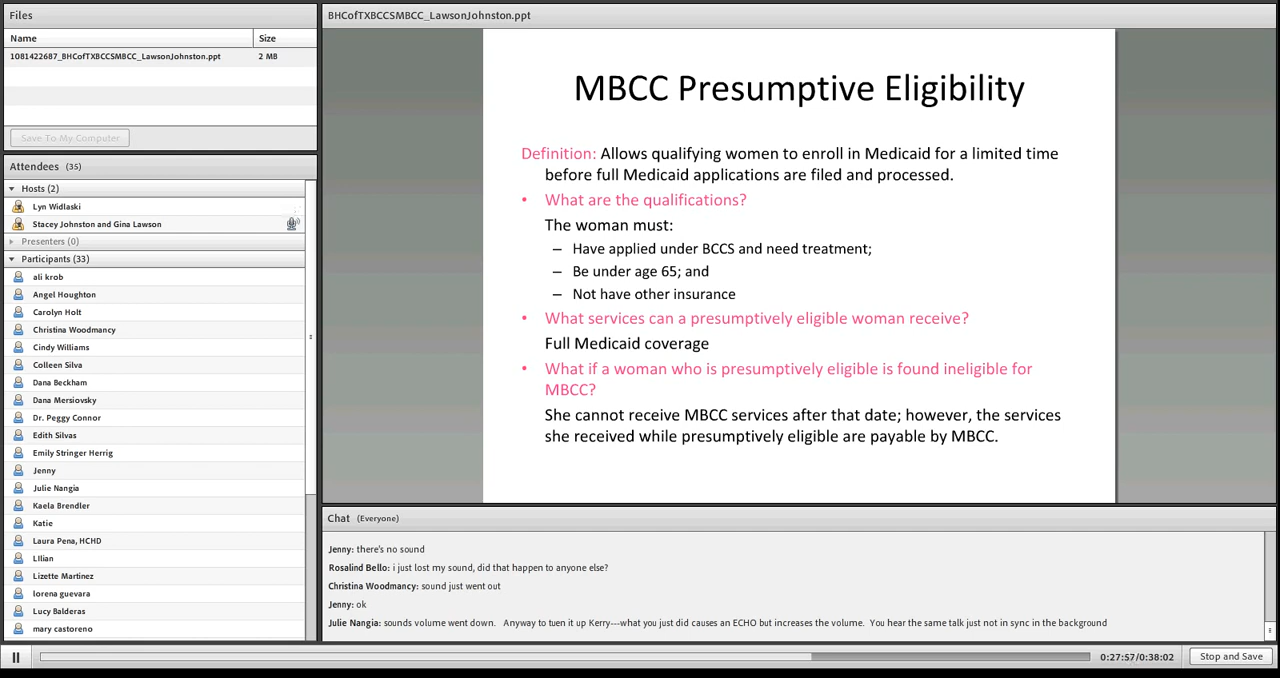 Files
Name Size
1081422687_BHCofTXBCCSMBCC_LawsonJohnston.ppt 2 MB
Save To My Computer
Attendees (35)
Hosts (2)
Lyn Widlaski
Stacey Johnston and Gina Lawson
Presenters (0)
Participants (33)
ali krob
Angel Houghton
Carolyn Holt
Christina Woodmancy
Cindy Williams
Colleen Silva
Dana Beckham
Dana Mersiovsky
Dr. Peggy Connor
Edith Silvas
Emily Stringer Herrig
Jenny
Julie Nangia
Kaela Brendler
Katie
Laura Pena, HCHD
LIlian
Lizette Martinez
lorena guevara
Lucy Balderas
mary castoreno
BHCofTXBCCSMBCC_LawsonJohnston.ppt
MBCC Presumptive Eligibility
Definition: Allows qualifying women to enroll in Medicaid for a limited time
before full Medicaid applications are filed and processed.
• What are the qualifications?
The woman must:
– Have applied under BCCS and need treatment;
– Be under age 65; and
– Not have other insurance
• What services can a presumptively eligible woman receive?
Full Medicaid coverage
• What if a woman who is presumptively eligible is found ineligible for
MBCC?
She cannot receive MBCC services after that date; however, the services
she received while presumptively eligible are payable by MBCC.
Chat (Everyone)
Jenny: there's no sound
Rosalind Bello: i just lost my sound, did that happen to anyone else?
Christina Woodmancy: sound just went out
Jenny: ok
Julie Nangia: sounds volume went down. Anyway to tuen it up Kerry---what you just did causes an ECHO but increases the volume. You hear the same talk just not in sync in the background
0:27:57/0:38:02
Stop and Save